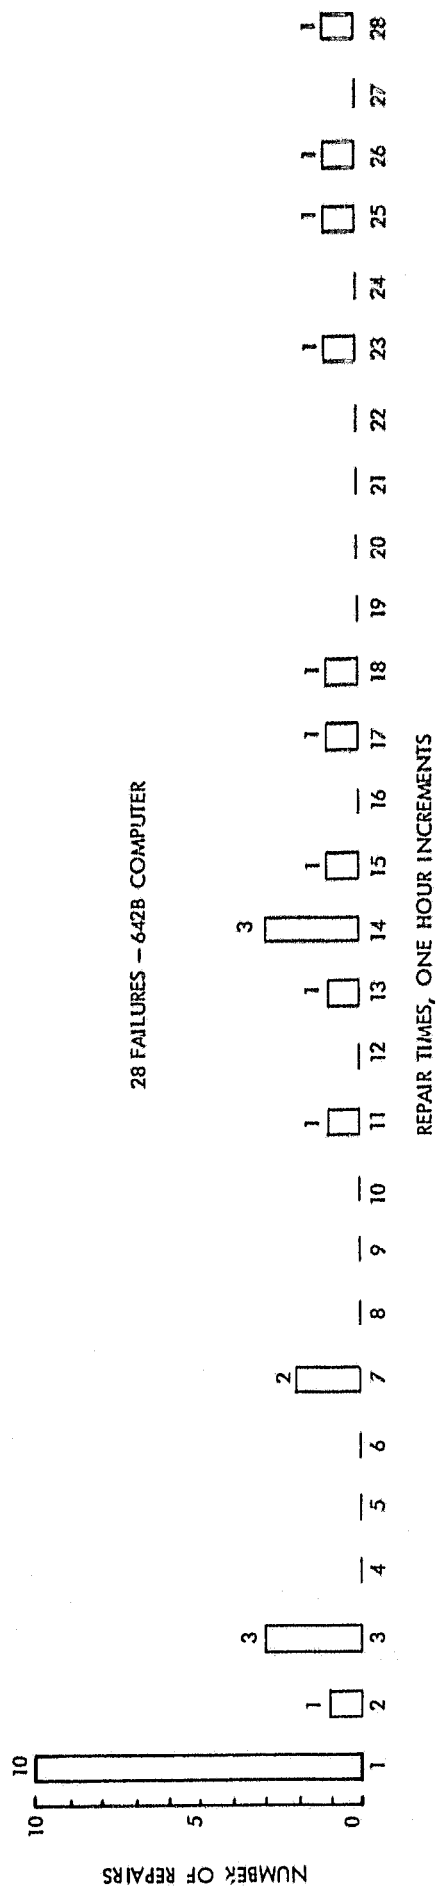 28 FAILURES – 642B COMPUTER
NUMBER OF REPAIRS
10
5
0
10 1 3 2 1 1 3 1 1 1 1 1 1 1
1 2 3 4 5 6 7 8 9 10 11 12 13 14 15 16 17 18 19 20 21 22 23 24 25 26 27 28
REPAIR TIMES, ONE HOUR INCREMENTS